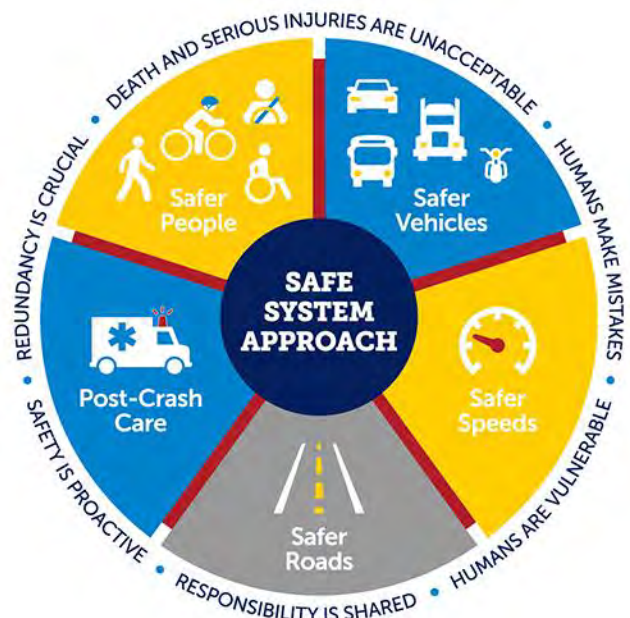 DEATH AND SERIOUS INJURIES ARE UNACCEPTABLE
HUMANS MAKE MISTAKES
HUMANS ARE VULNERABLE
RESPONSIBILITY IS SHARED
SAFETY IS PROACTIVE
REDUNDANCY IS CRUCIAL
Safer
People
Safer
Vehicles
SAFE
SYSTEM
APPROACH
Post-Crash
Care
Safer
Speeds
Safer
Roads